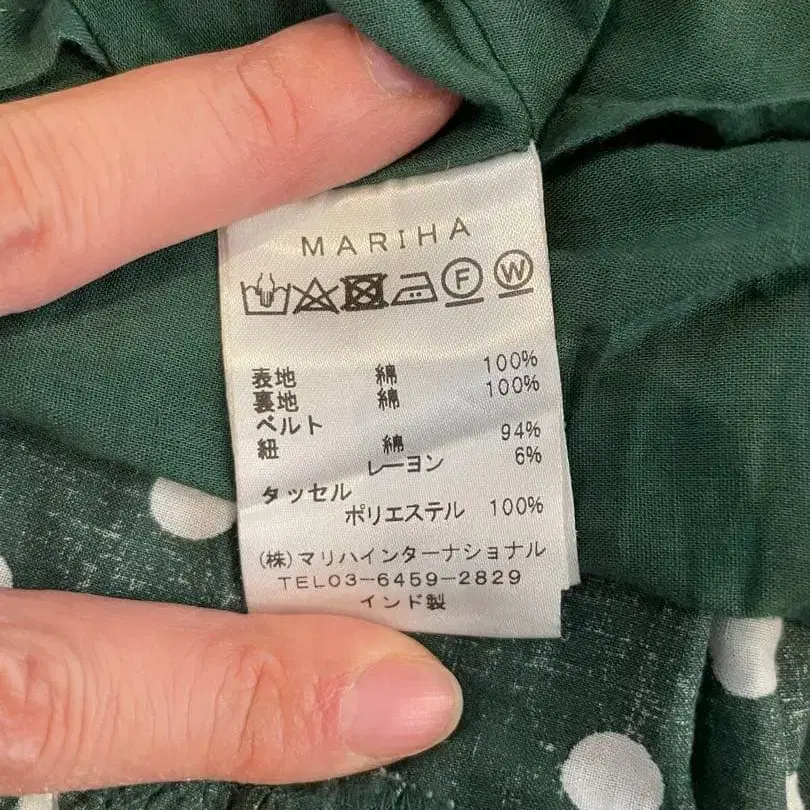 MARIHA
F W
表地 綿 100%
裏地 綿 100%
ベルト
紐 綿 94%
レーヨン 6%
タッセル
ポリエステル 100%
(株)マリハインターナショナル
TEL03-6459-2829
インド製